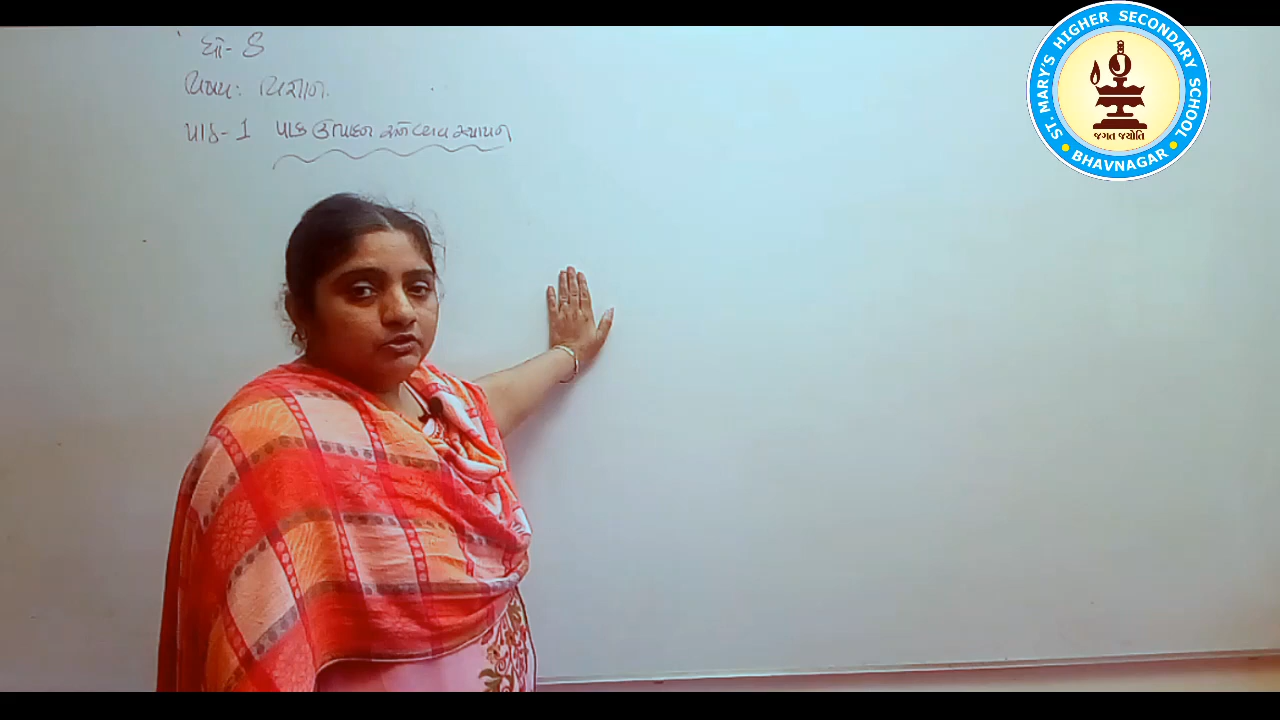 ધો- 8
વિષય: વિજ્ઞાન.
પાઠ- 1 પાક ઉત્પાદન અને વ્યવસ્થાપન
ST. MARY'S HIGHER SECONDARY SCHOOL
જગત જ્યોતિ
BHAVNAGAR